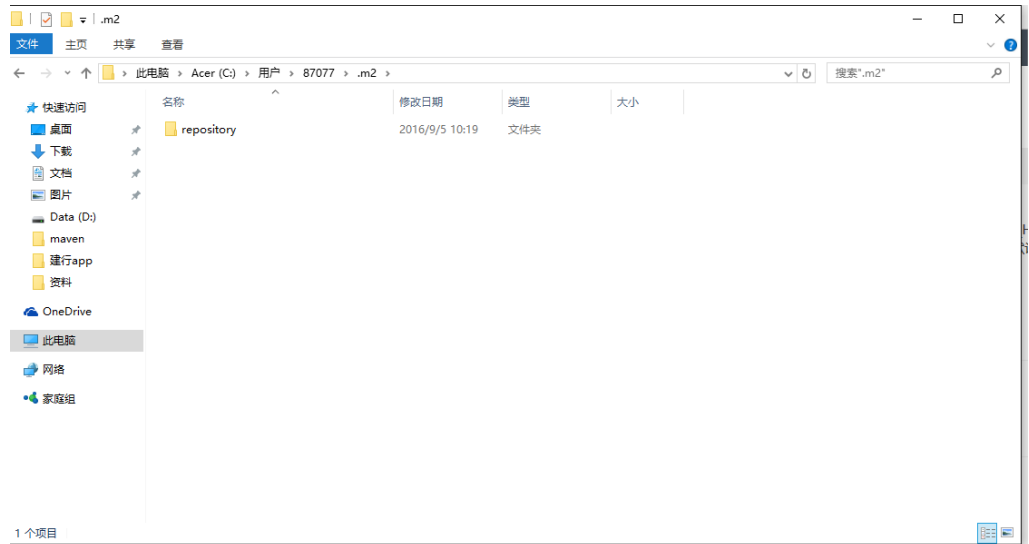 .m2
文件 主页 共享 查看
此电脑 › Acer (C:) › 用户 › 87077 › .m2 › 搜索".m2"
名称 修改日期 类型 大小
repository 2016/9/5 10:19 文件夹
快速访问
桌面
下载
文档
图片
Data (D:)
maven
建行app
资料
OneDrive
此电脑
网络
家庭组
1 个项目